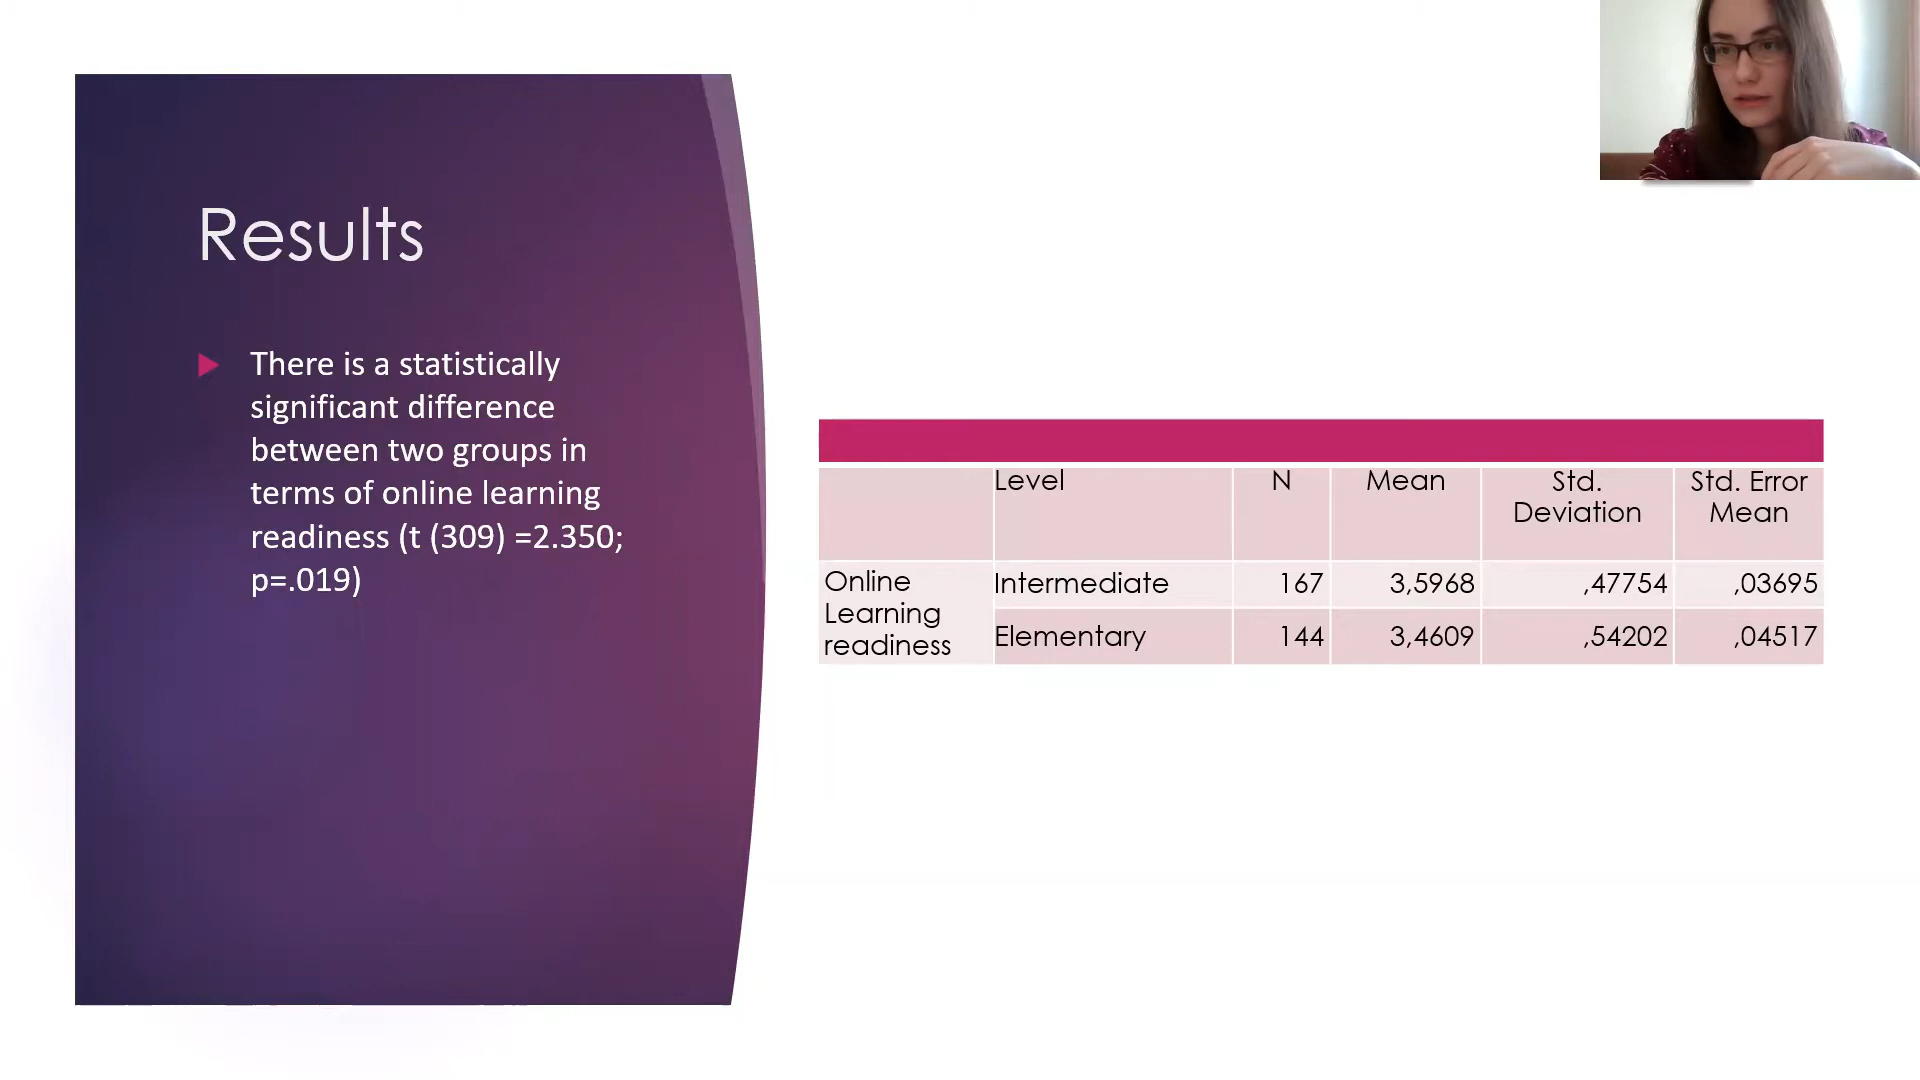 Results
There is a statistically
significant difference
between two groups in
terms of online learning
readiness (t (309) =2.350;
p=.019)
Level N Mean Std. Deviation Std. Error Mean
Online Learning readiness Intermediate 167 3,5968 ,47754 ,03695
Elementary 144 3,4609 ,54202 ,04517